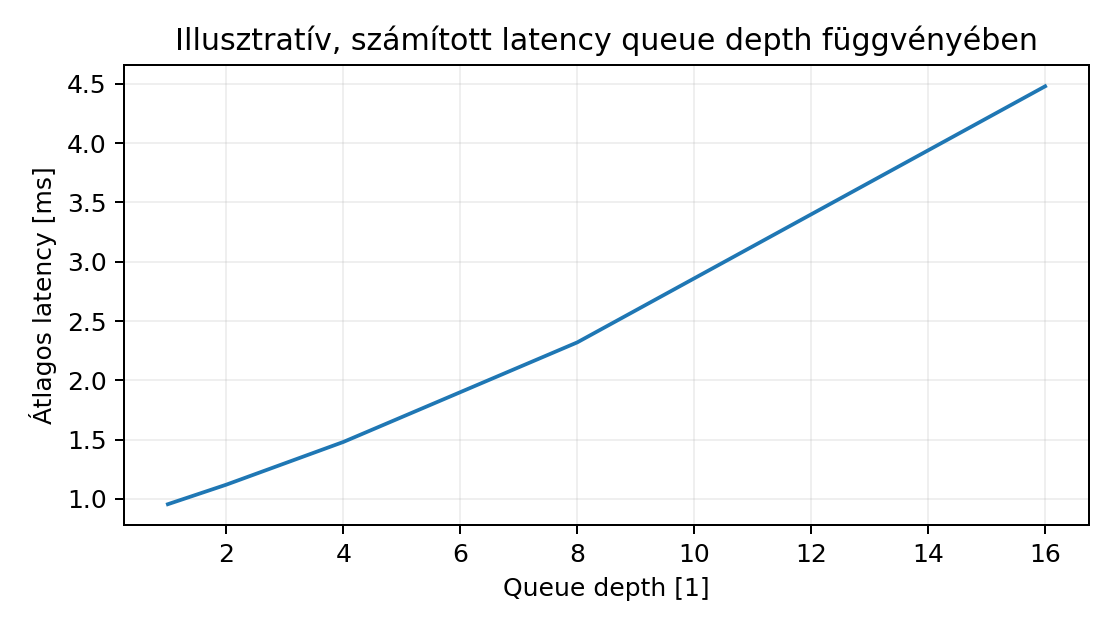 Illusztratív, számított latency queue depth függvényében
Átlagos latency [ms]
4.5
4.0
3.5
3.0
2.5
2.0
1.5
1.0
2 4 6 8 10 12 14 16
Queue depth [1]